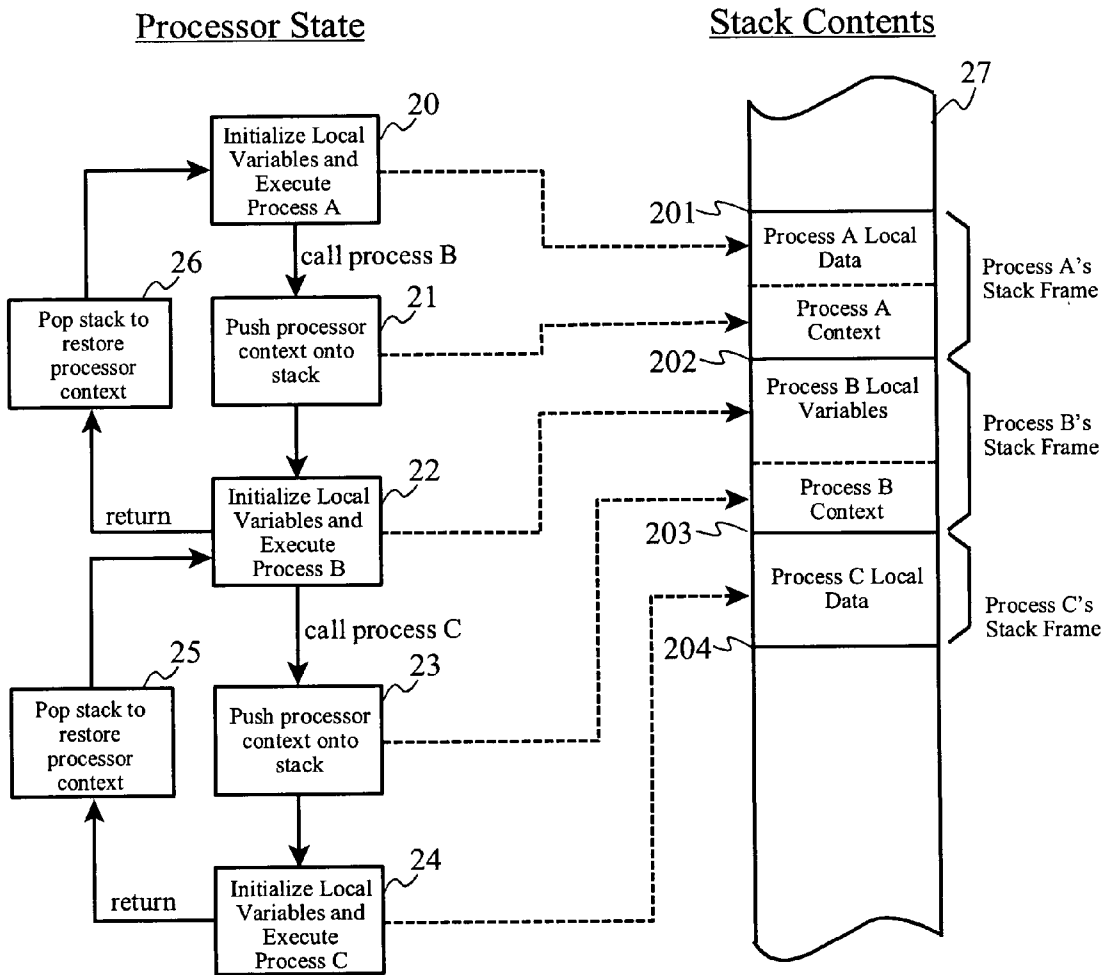 Processor State
Stack Contents
27
20
Initialize Local
Variables and
Execute
Process A
201
Process A Local
Data
Process A's
Stack Frame
call process B
26
Pop stack to
restore
processor
context
21
Push processor
context onto
stack
Process A
Context
202
Process B Local
Variables
Process B's
Stack Frame
22
Initialize Local
Variables and
Execute
Process B
return
Process B
Context
203
Process C Local
Data
Process C's
Stack Frame
204
call process C
25
Pop stack to
restore
processor
context
23
Push processor
context onto
stack
24
Initialize Local
Variables and
Execute
Process C
return